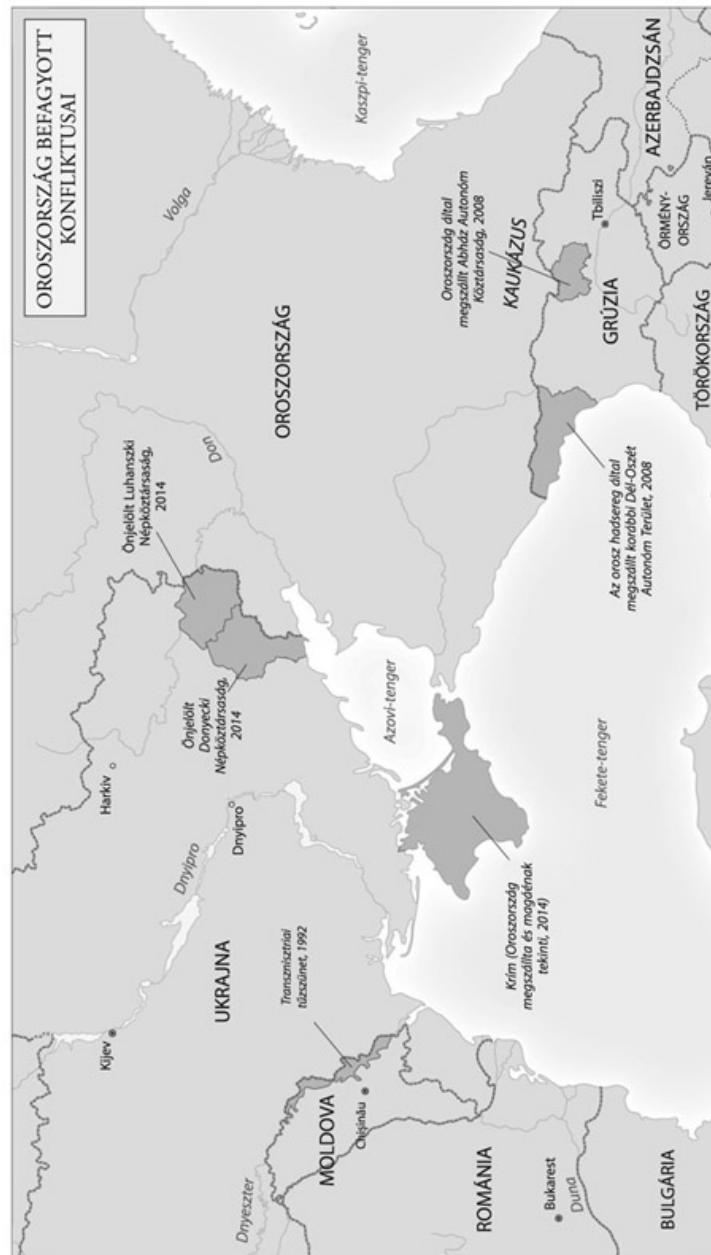 OROSZORSZÁG BEFAGYOTT
KONFLIKTUSAI
Kijev
Dnyipro
Harkiv
Dnyipro
UKRAJNA
Önjelölt Luhanszki
Népköztársaság,
2014
Önjelölt
Donyecki
Népköztársaság,
2014
Don
Volga
OROSZORSZÁG
Kaszpi-tenger
Dnyeszter
MOLDOVA
Chișinău
Transznisztriai
tűzszünet, 1992
Azovi-tenger
Oroszország által
megszállt Abház Autonóm
Köztársaság, 2008
KAUKÁZUS
ROMÁNIA
Bukarest
Duna
BULGÁRIA
Krím (Oroszország
megszállta és magáénak
tekinti, 2014)
Fekete-tenger
Az orosz hadsereg által
megszállt korábbi Dél-Oszét
Autonóm Terület, 2008
GRÚZIA
Tbiliszi
TÖRÖKORSZÁG
ÖRMÉNY-
ORSZÁG
Jereván
AZERBAJDZSÁN